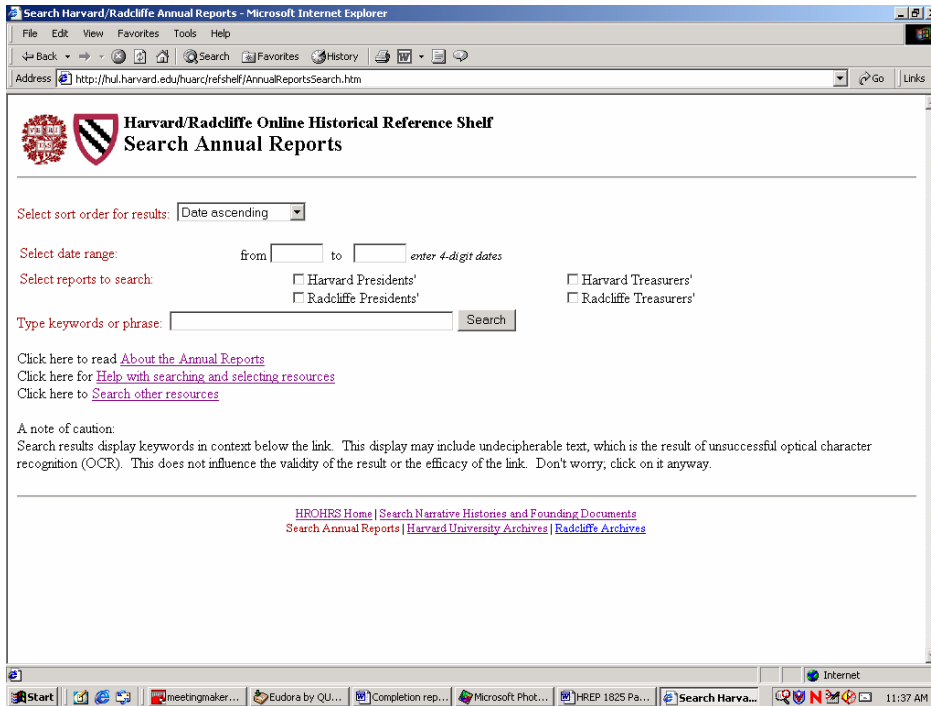 Search Harvard/Radcliffe Annual Reports - Microsoft Internet Explorer
File Edit View Favorites Tools Help
Back Search Favorites History
Address http://hul.harvard.edu/huarc/refshelf/AnnualReportsSearch.htm Go Links
Harvard/Radcliffe Online Historical Reference Shelf
Search Annual Reports
Select sort order for results: Date ascending
Select date range: from to enter 4-digit dates
Select reports to search: Harvard Presidents' Harvard Treasurers'
Radcliffe Presidents' Radcliffe Treasurers'
Type keywords or phrase: Search
Click here to read About the Annual Reports
Click here for Help with searching and selecting resources
Click here to Search other resources
A note of caution:
Search results display keywords in context below the link. This display may include undecipherable text, which is the result of unsuccessful optical character
recognition (OCR). This does not influence the validity of the result or the efficacy of the link. Don't worry; click on it anyway.
HROHRS Home | Search Narrative Histories and Founding Documents
Search Annual Reports | Harvard University Archives | Radcliffe Archives
Internet
Start meetingmaker... Eudora by QU... Completion rep... Microsoft Phot... HREP 1825 Pa... Search Harva... 11:37 AM